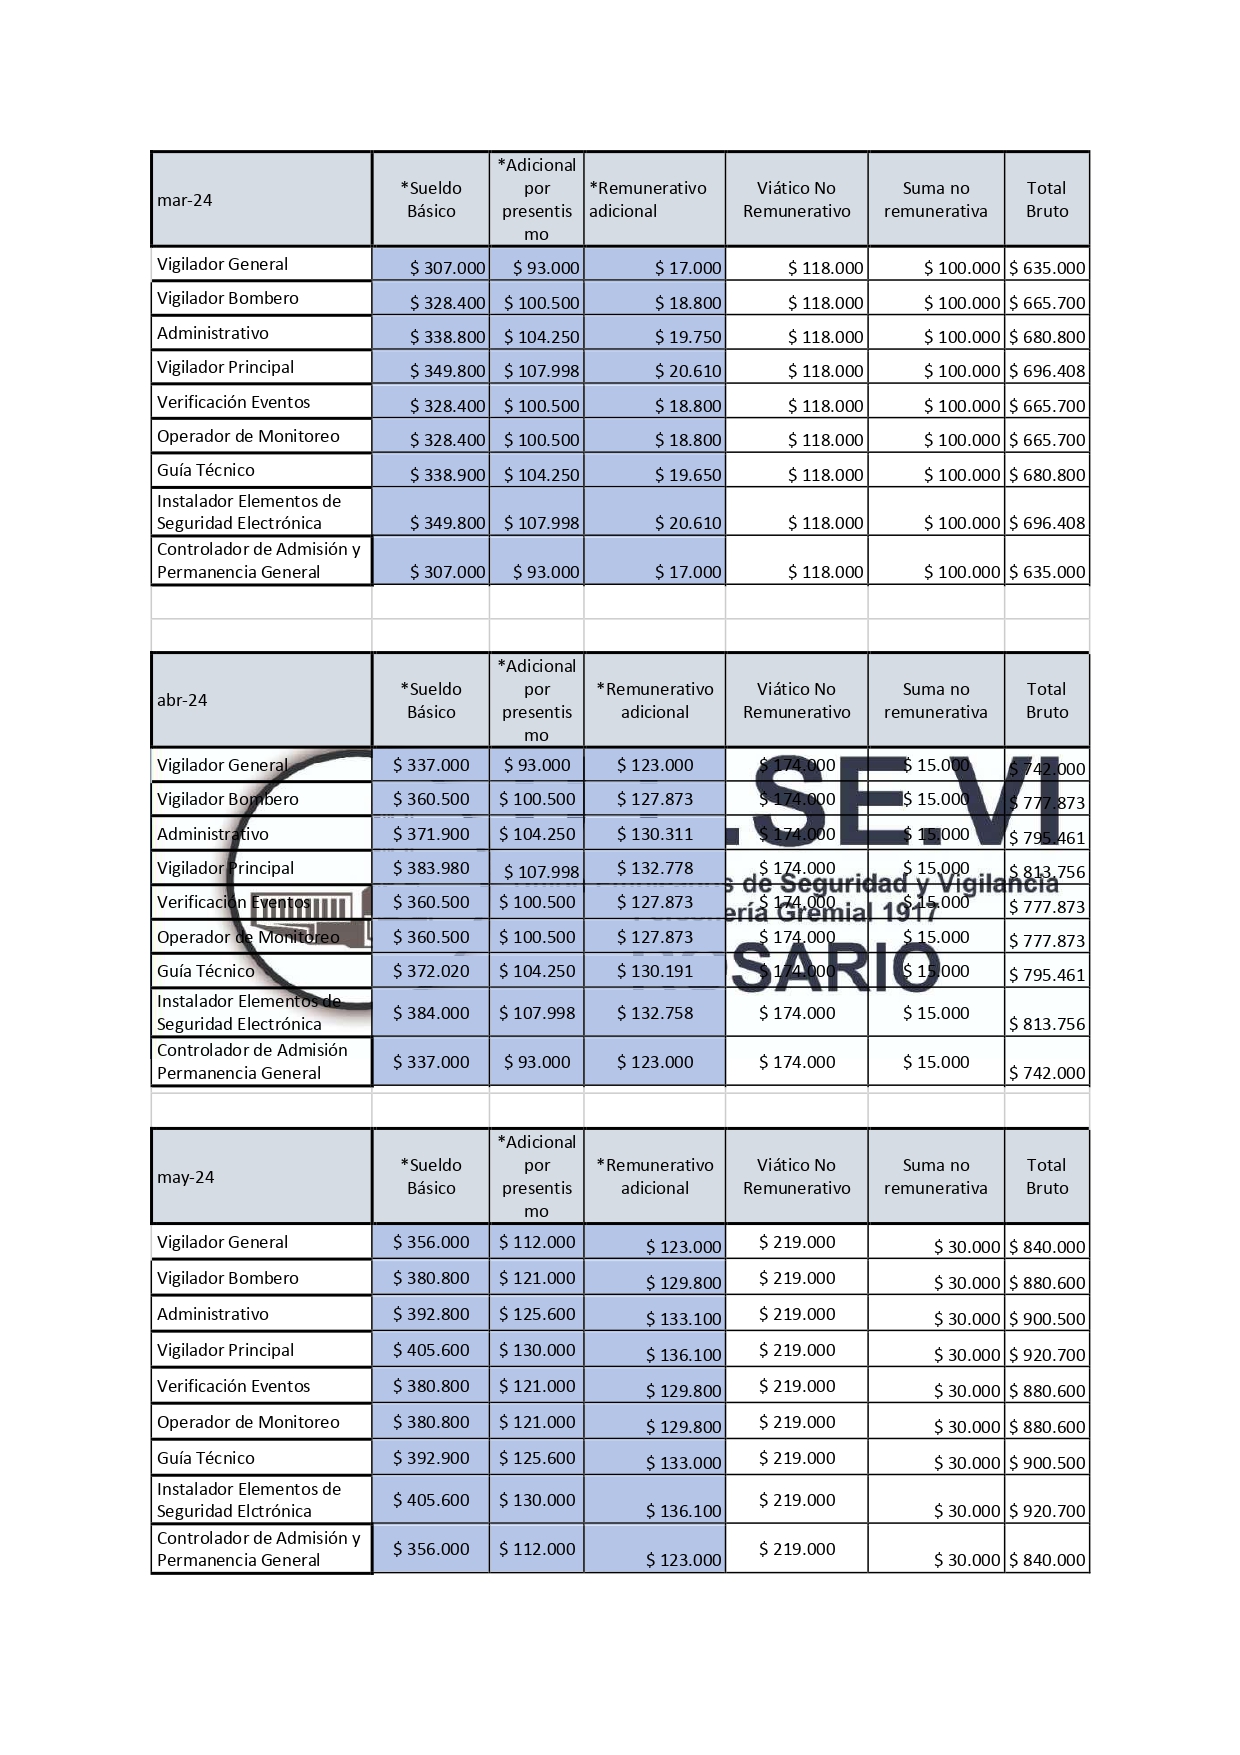 mar-24 *Sueldo Básico *Adicional por presentis mo *Remunerativo adicional Viático No Remunerativo Suma no remunerativa Total Bruto
Vigilador General $ 307.000 $ 93.000 $ 17.000 $ 118.000 $ 100.000 $ 635.000
Vigilador Bombero $ 328.400 $ 100.500 $ 18.800 $ 118.000 $ 100.000 $ 665.700
Administrativo $ 338.800 $ 104.250 $ 19.750 $ 118.000 $ 100.000 $ 680.800
Vigilador Principal $ 349.800 $ 107.998 $ 20.610 $ 118.000 $ 100.000 $ 696.408
Verificación Eventos $ 328.400 $ 100.500 $ 18.800 $ 118.000 $ 100.000 $ 665.700
Operador de Monitoreo $ 328.400 $ 100.500 $ 18.800 $ 118.000 $ 100.000 $ 665.700
Guía Técnico $ 338.900 $ 104.250 $ 19.650 $ 118.000 $ 100.000 $ 680.800
Instalador Elementos de
Seguridad Electrónica $ 349.800 $ 107.998 $ 20.610 $ 118.000 $ 100.000 $ 696.408
Controlador de Admisión y
Permanencia General $ 307.000 $ 93.000 $ 17.000 $ 118.000 $ 100.000 $ 635.000
abr-24 *Sueldo Básico *Adicional por presentis mo *Remunerativo adicional Viático No Remunerativo Suma no remunerativa Total Bruto
Vigilador General $ 337.000 $ 93.000 $ 123.000 $ 174.000 $ 15.000 $ 742.000
Vigilador Bombero $ 360.500 $ 100.500 $ 127.873 $ 174.000 $ 15.000 $ 777.873
Administrativo $ 371.900 $ 104.250 $ 130.311 $ 174.000 $ 15.000 $ 795.461
Vigilador Principal $ 383.980 $ 107.998 $ 132.778 $ 174.000 $ 15.000 $ 813.756
Verificación Eventos $ 360.500 $ 100.500 $ 127.873 $ 174.000 $ 15.000 $ 777.873
Operador de Monitoreo $ 360.500 $ 100.500 $ 127.873 $ 174.000 $ 15.000 $ 777.873
Guía Técnico $ 372.020 $ 104.250 $ 130.191 $ 174.000 $ 15.000 $ 795.461
Instalador Elementos de
Seguridad Electrónica $ 384.000 $ 107.998 $ 132.758 $ 174.000 $ 15.000 $ 813.756
Controlador de Admisión
Permanencia General $ 337.000 $ 93.000 $ 123.000 $ 174.000 $ 15.000 $ 742.000
.SE.VI
s de Seguridad y Vigilancia
ería Gremial 1917
SARIO
may-24 *Sueldo Básico *Adicional por presentis mo *Remunerativo adicional Viático No Remunerativo Suma no remunerativa Total Bruto
Vigilador General $ 356.000 $ 112.000 $ 123.000 $ 219.000 $ 30.000 $ 840.000
Vigilador Bombero $ 380.800 $ 121.000 $ 129.800 $ 219.000 $ 30.000 $ 880.600
Administrativo $ 392.800 $ 125.600 $ 133.100 $ 219.000 $ 30.000 $ 900.500
Vigilador Principal $ 405.600 $ 130.000 $ 136.100 $ 219.000 $ 30.000 $ 920.700
Verificación Eventos $ 380.800 $ 121.000 $ 129.800 $ 219.000 $ 30.000 $ 880.600
Operador de Monitoreo $ 380.800 $ 121.000 $ 129.800 $ 219.000 $ 30.000 $ 880.600
Guía Técnico $ 392.900 $ 125.600 $ 133.000 $ 219.000 $ 30.000 $ 900.500
Instalador Elementos de
Seguridad Elctrónica $ 405.600 $ 130.000 $ 136.100 $ 219.000 $ 30.000 $ 920.700
Controlador de Admisión y
Permanencia General $ 356.000 $ 112.000 $ 123.000 $ 219.000 $ 30.000 $ 840.000